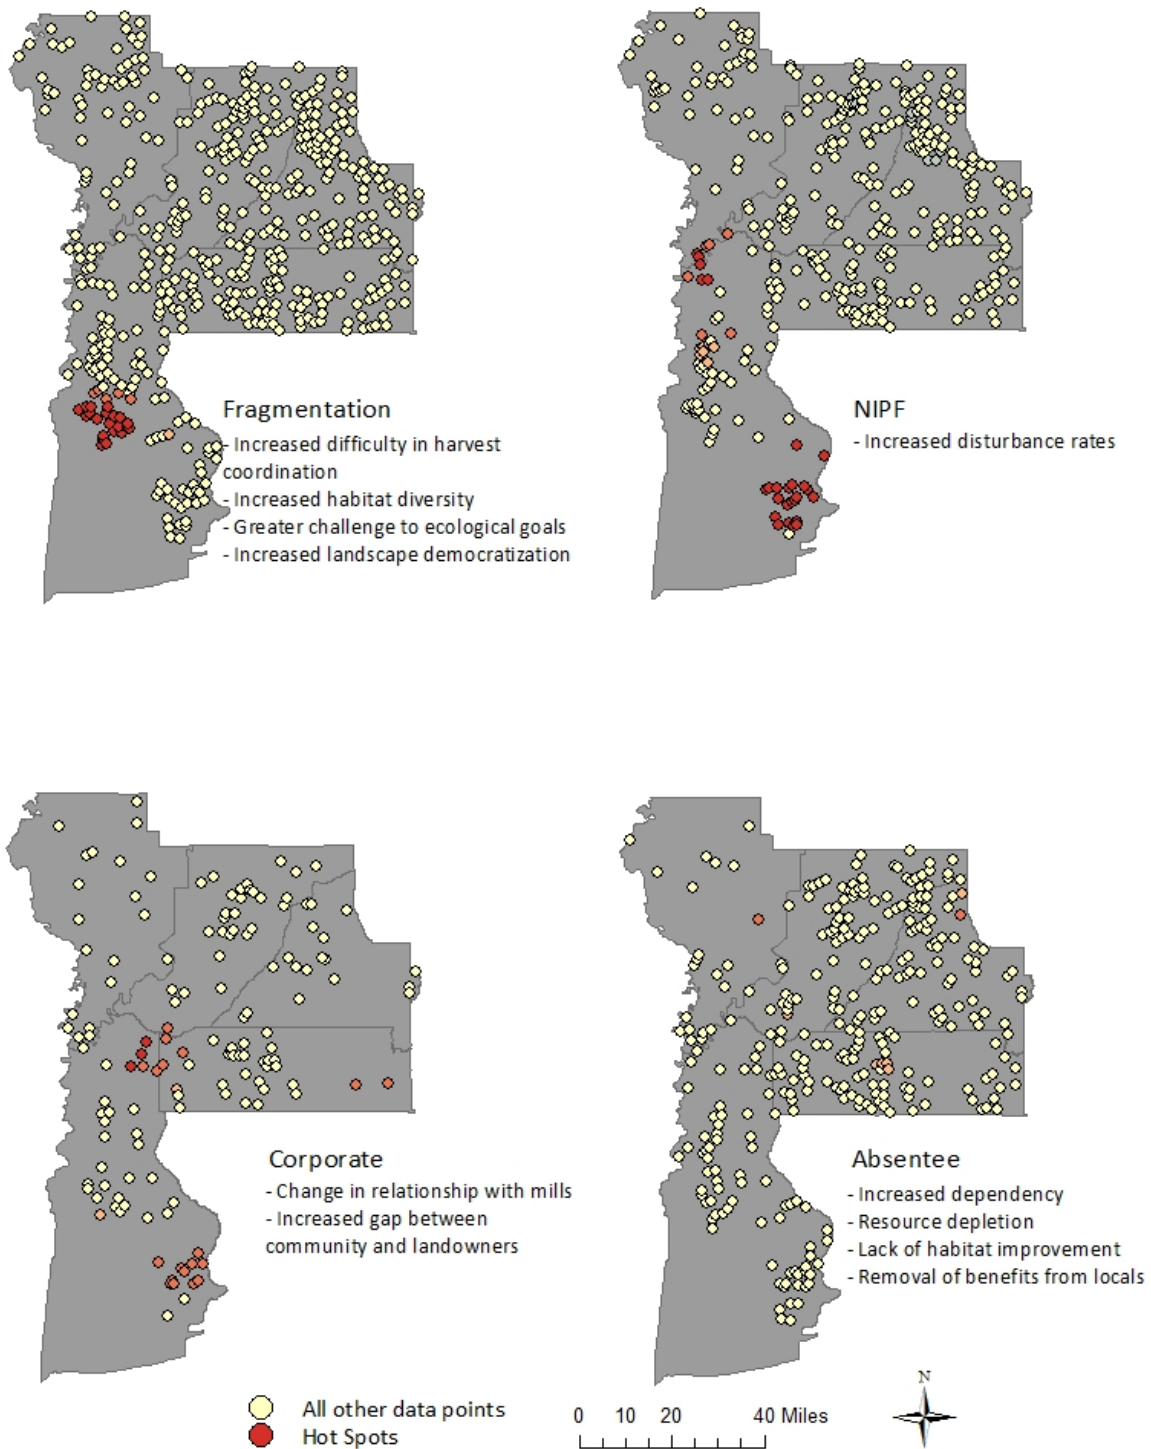 Fragmentation
- Increased difficulty in harvest
coordination
- Increased habitat diversity
- Greater challenge to ecological goals
- Increased landscape democratization
NIPF
- Increased disturbance rates
Corporate
- Change in relationship with mills
- Increased gap between
community and landowners
Absentee
- Increased dependency
- Resource depletion
- Lack of habitat improvement
- Removal of benefits from locals
All other data points
Hot Spots
0 10 20 40 Miles
N